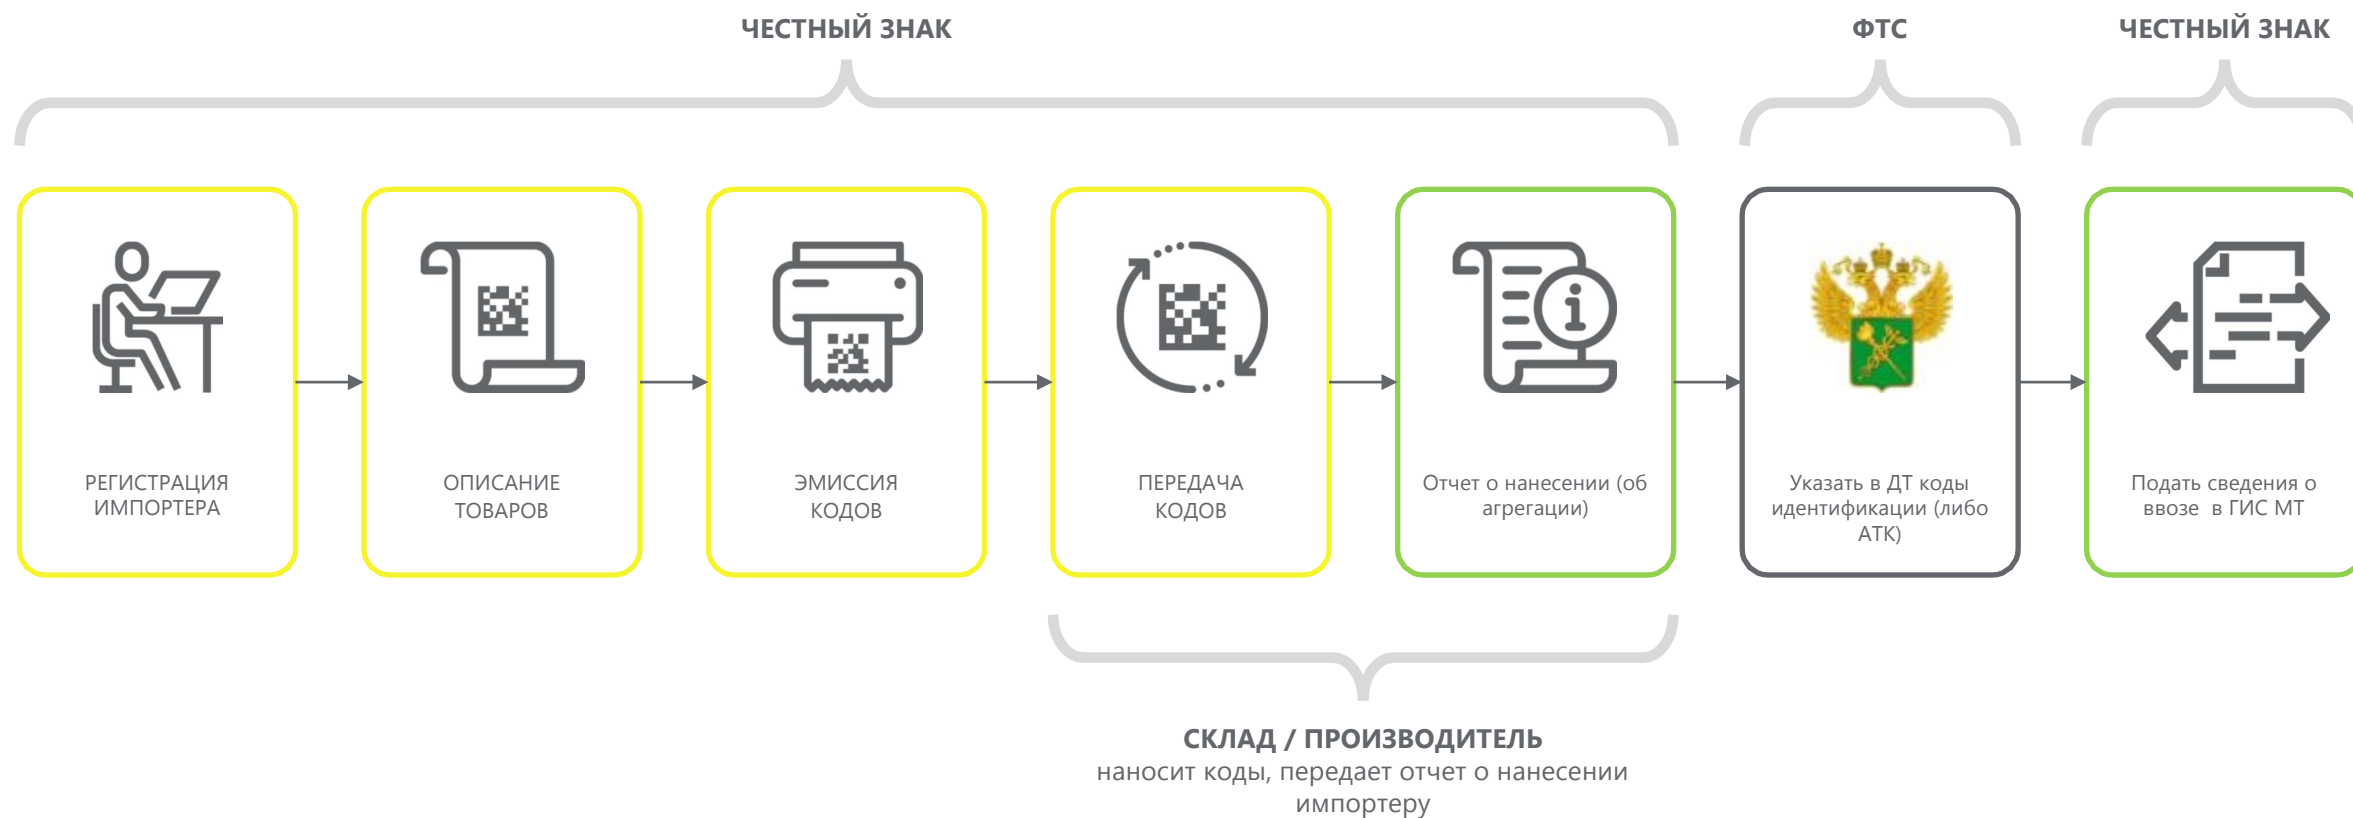 ЧЕСТНЫЙ ЗНАК
ФТС
ЧЕСТНЫЙ ЗНАК
РЕГИСТРАЦИЯ
ИМПОРТЕРА
ОПИСАНИЕ
ТОВАРОВ
ЭМИССИЯ
КОДОВ
ПЕРЕДАЧА
КОДОВ
Отчет о нанесении (об
агрегации)
Указать в ДТ коды
идентификации (либо
АТК)
Подать сведения о
ввозе в ГИС МТ
СКЛАД / ПРОИЗВОДИТЕЛЬ
наносит коды, передает отчет о нанесении
импортеру